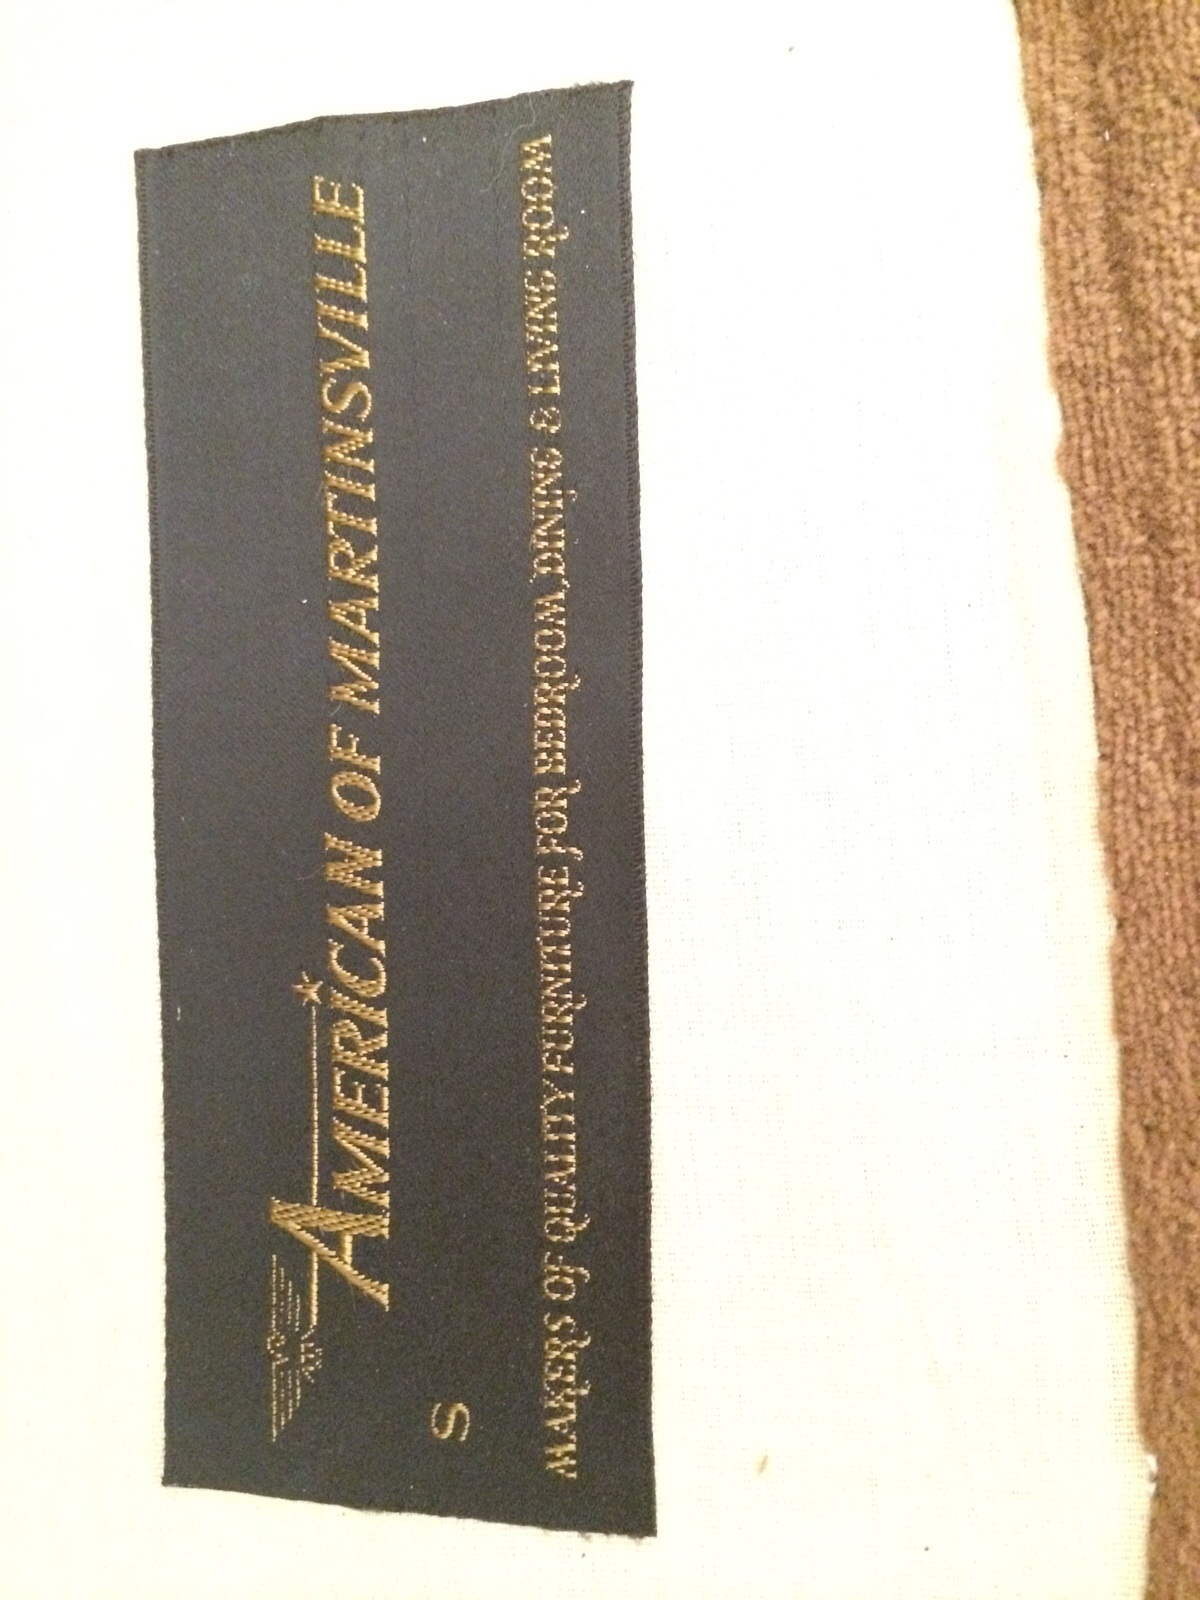 AMERICAN OF MARTINSVILLE
S
MAKERS OF QUALITY FURNITURE FOR BEDROOM, DINING & LIVING ROOM